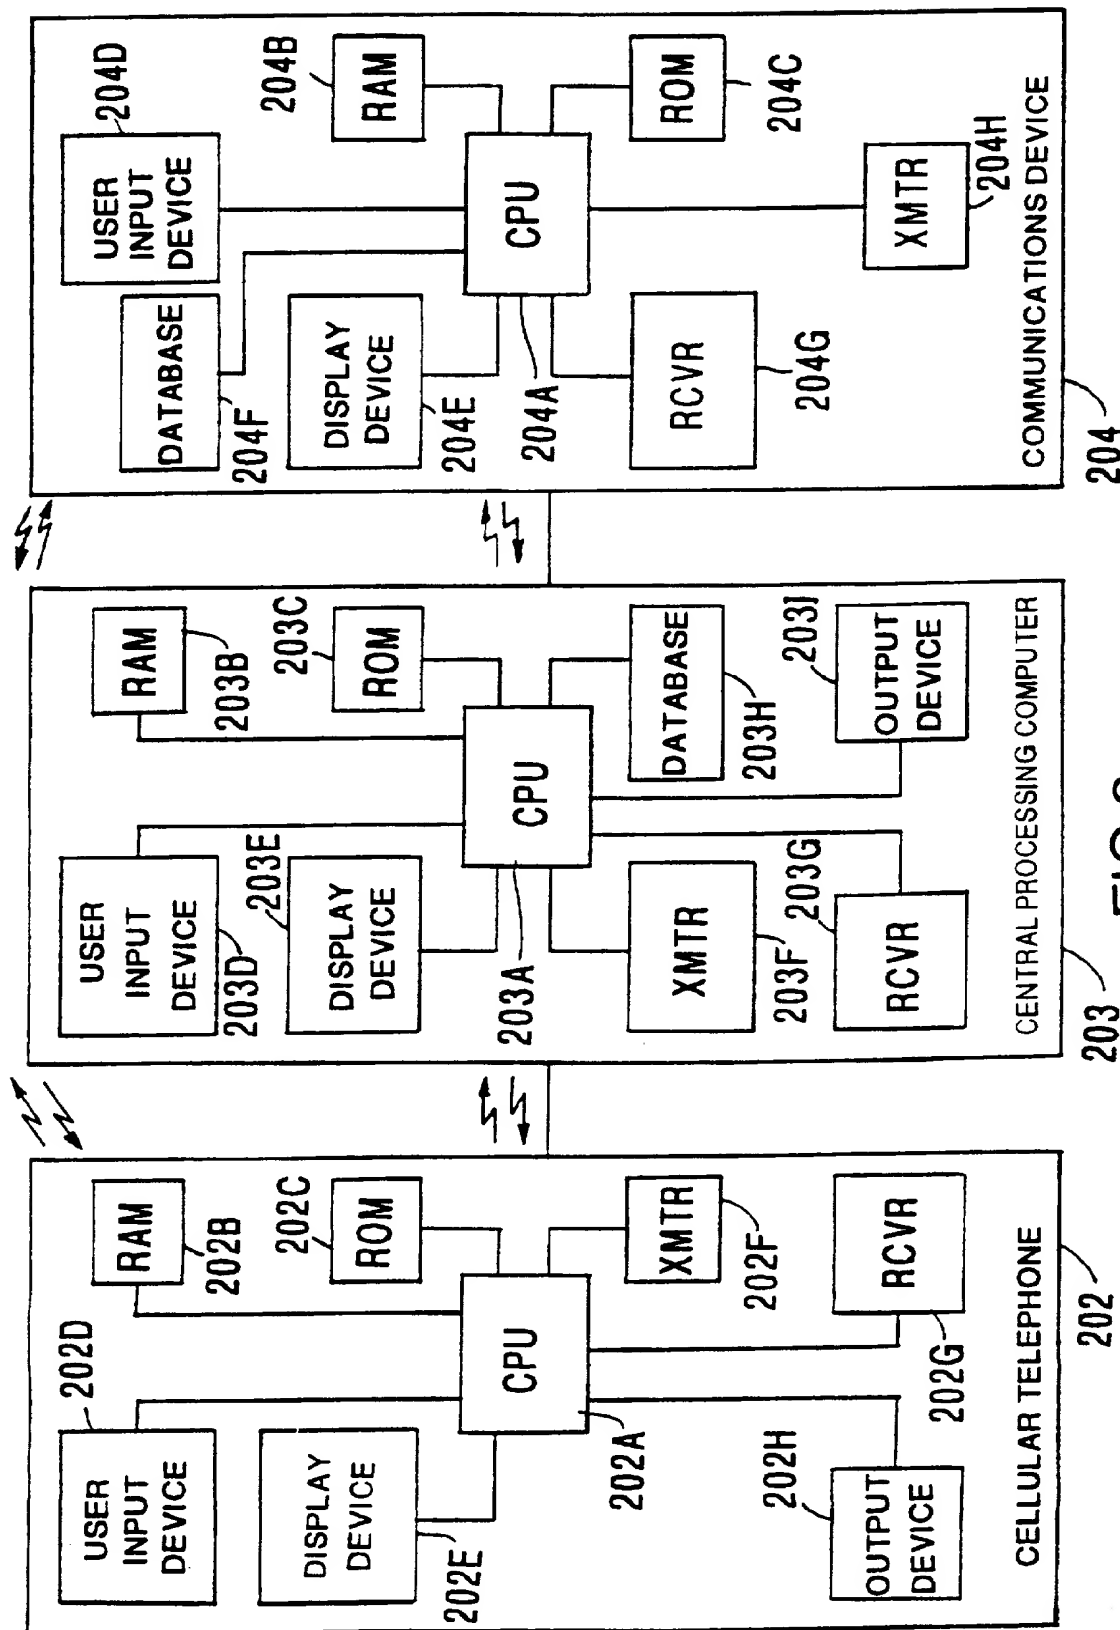 USER
INPUT
DEVICE
202D
RAM
202B
DISPLAY
DEVICE
202E
CPU
202A
ROM
202C
XMTR
202F
OUTPUT
DEVICE
202H
RCVR
202G
CELLULAR TELEPHONE
202
USER
INPUT
DEVICE
203D
RAM
203B
DISPLAY
DEVICE
203E
CPU
203A
ROM
203C
XMTR
203F
DATABASE
203H
RCVR
203G
OUTPUT
DEVICE
203I
CENTRAL PROCESSING COMPUTER
203
USER
INPUT
DEVICE
204D
DATABASE
204F
DISPLAY
DEVICE
204E
CPU
204A
RAM
204B
ROM
204C
RCVR
204G
XMTR
204H
COMMUNICATIONS DEVICE
204